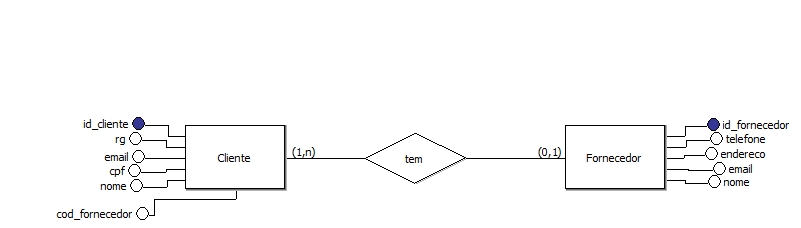 id_cliente
rg
email
cpf
nome
cod_fornecedor
Cliente
(1,n)
tem
(0,1)
Fornecedor
id_fornecedor
telefone
endereco
email
nome